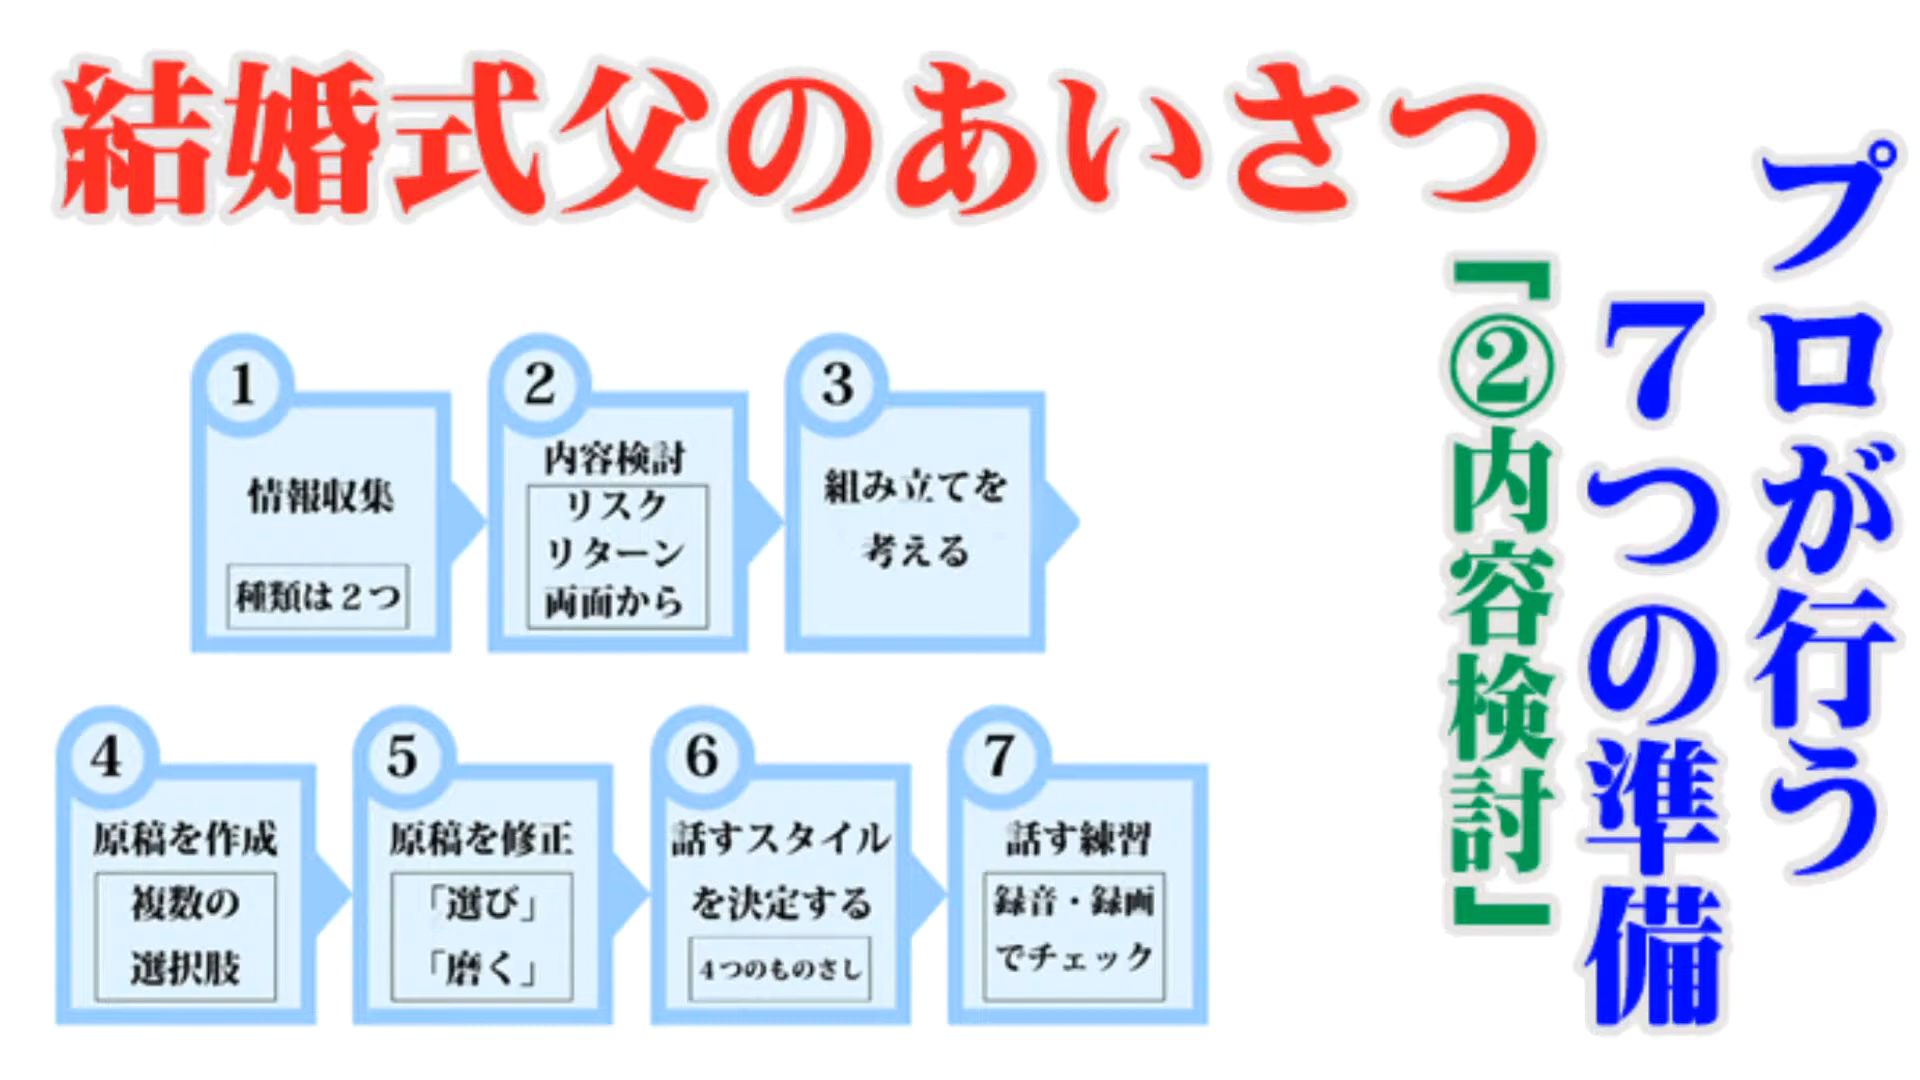 結婚式父のあいさつ
プロが行う
7つの準備
『②内容検討』
1
情報収集
種類は2つ
2
内容検討
リスク
リターン
両面から
3
組み立てを
考える
4
原稿を作成
複数の
選択肢
5
原稿を修正
「選び」
「磨く」
6
話すスタイル
を決定する
4つのものさし
7
話す練習
録音・録画
でチェック